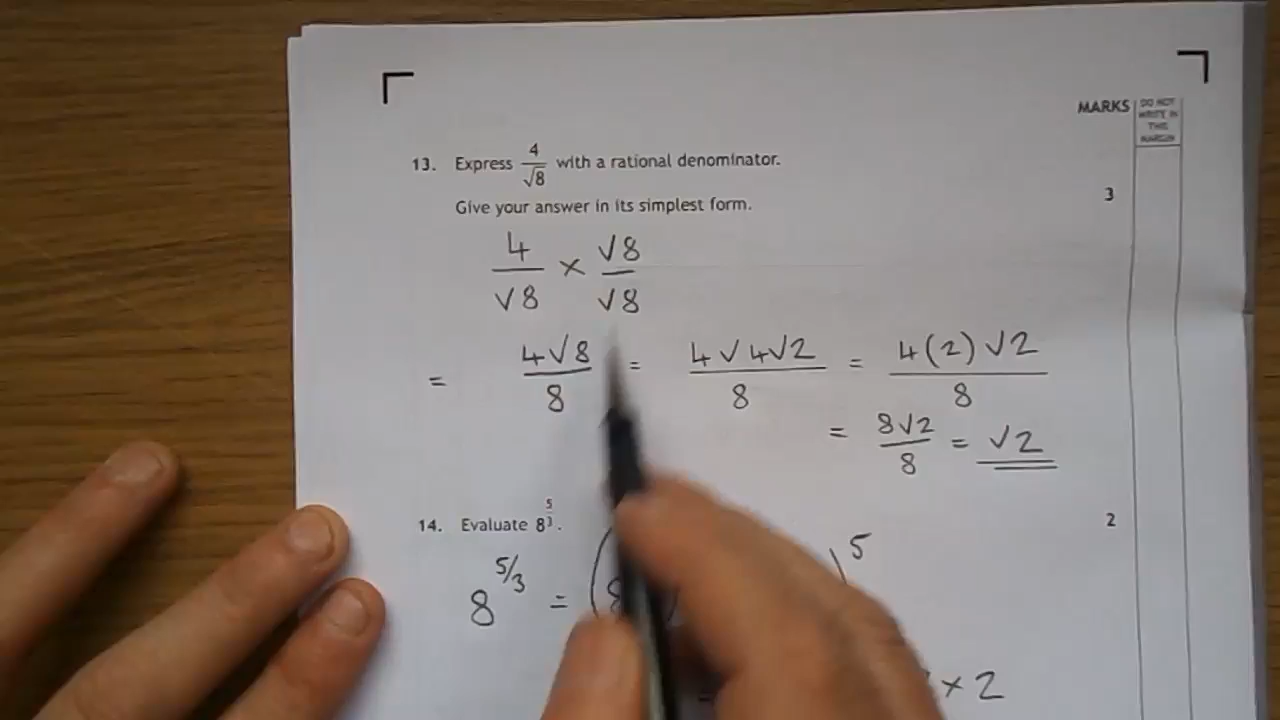 MARKS
DO NOT
WRITE IN
THIS
MARGIN
13. Express 4/√8 with a rational denominator.
3
Give your answer in its simplest form.
4/√8 × √8/√8
= 4√8/8 = 4√4√2/8 = 4(2)√2/8
= 8√2/8 = √2
14. Evaluate 8^(5/3).
2
8^(5/3) = (8 )^5
× 2